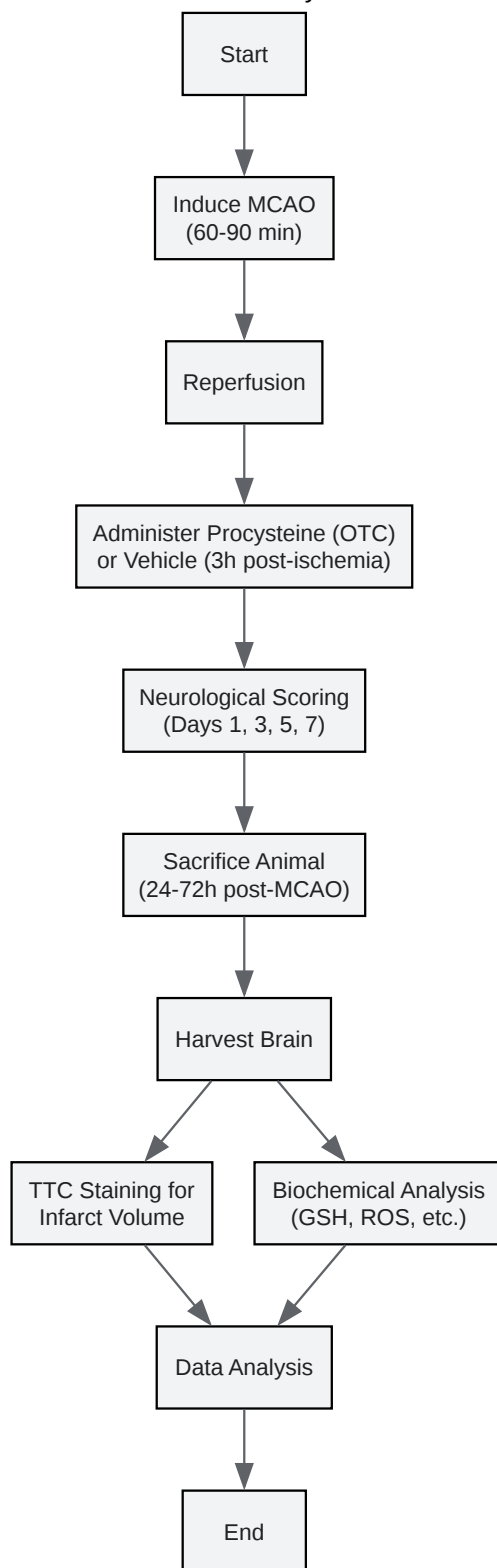 Start
Induce MCAO
(60-90 min)
Reperfusion
Administer Procysteine (OTC)
or Vehicle (3h post-ischemia)
Neurological Scoring
(Days 1, 3, 5, 7)
Sacrifice Animal
(24-72h post-MCAO)
Harvest Brain
TTC Staining for
Infarct Volume
Biochemical Analysis
(GSH, ROS, etc.)
Data Analysis
End